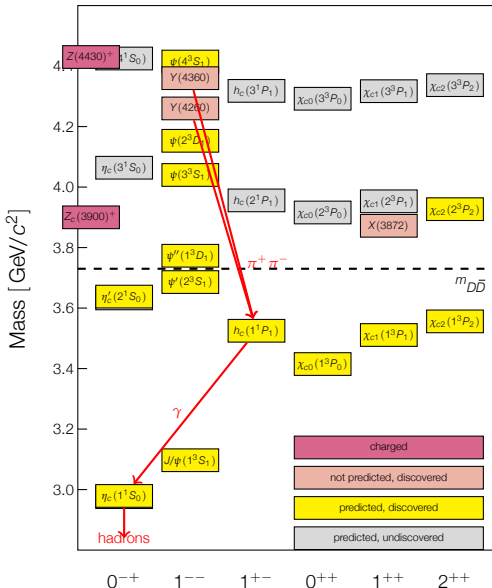 Mass [ GeV/c² ]
4.4
4.2
4.0
3.8
3.6
3.4
3.2
3.0
Z(4430)⁺
4¹S₀)
ψ(4³S₁)
Y(4360)
Y(4260)
h_c(3¹P₁)
χ_c0(3³P₀)
χ_c1(3³P₁)
χ_c2(3³P₂)
ψ(2³D₁)
η_c(3¹S₀)
ψ(3³S₁)
Z_c(3900)⁺
h_c(2¹P₁)
χ_c0(2³P₀)
χ_c1(2³P₁)
χ_c2(2³P₂)
X(3872)
ψ″(1³D₁)
π⁺π⁻
m_DD̄
ψ′(2³S₁)
η′_c(2¹S₀)
h_c(1¹P₁)
χ_c0(1³P₀)
χ_c1(1³P₁)
χ_c2(1³P₂)
γ
J/ψ(1³S₁)
η_c(1¹S₀)
hadrons
charged
not predicted, discovered
predicted, discovered
predicted, undiscovered
0⁻⁺ 1⁻⁻ 1⁺⁻ 0⁺⁺ 1⁺⁺ 2⁺⁺